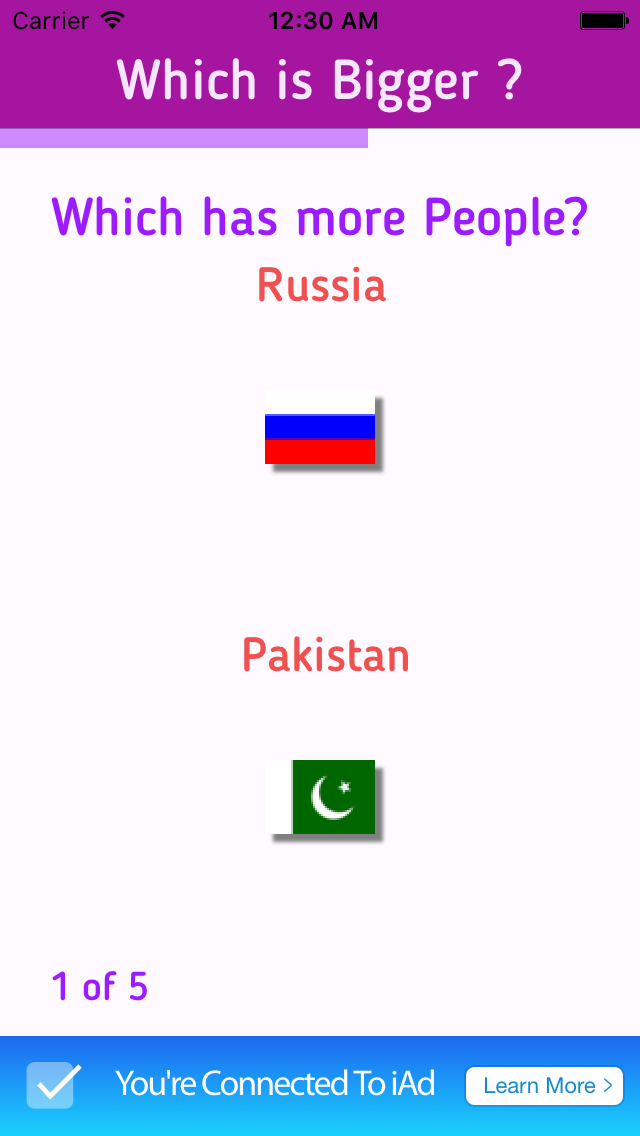 Carrier 12:30 AM
Which is Bigger ?
Which has more People?
Russia
Pakistan
1 of 5
You're Connected To iAd Learn More >